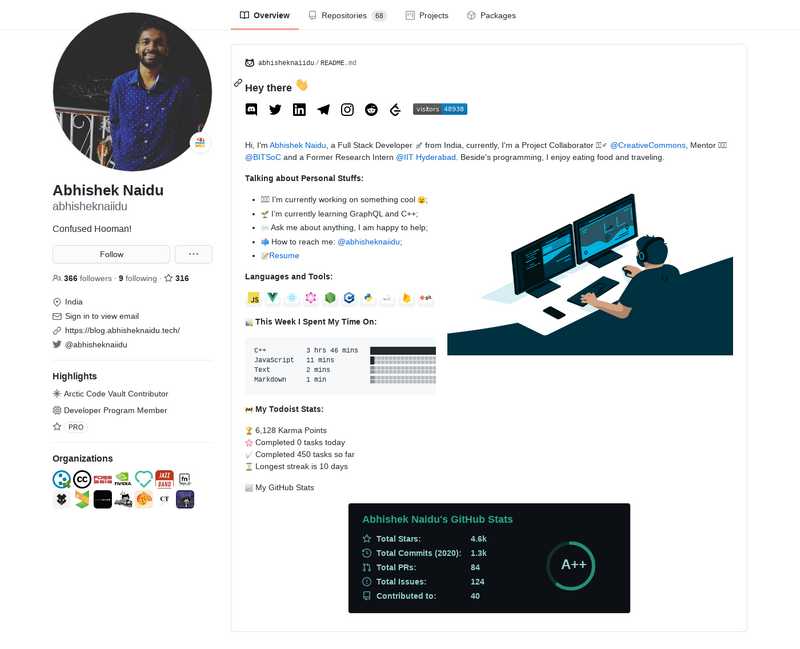 Overview
Repositories 68
Projects
Packages
Abhishek Naidu
abhisheknaiidu
Confused Hooman!
Follow
366 followers · 9 following · 316
India
Sign in to view email
https://blog.abhisheknaidu.tech/
@abhisheknaiidu
Highlights
Arctic Code Vault Contributor
Developer Program Member
PRO
Organizations
abhisheknaiidu/README.md
Hey there 👋
visitors 48938
Hi, I'm Abhishek Naidu, a Full Stack Developer 🚀 from India, currently, I'm a Project Collaborator @CreativeCommons, Mentor
@BITSoC and a Former Research Intern @IIT Hyderabad. Beside's programming, I enjoy eating food and traveling.
Talking about Personal Stuffs:
• I'm currently working on something cool 😉;
• 🌱 I'm currently learning GraphQL and C++;
• 💬 Ask me about anything, I am happy to help;
• 📫 How to reach me: @abhisheknaiidu;
• 📝Resume
Languages and Tools:
JS
git
📊 This Week I Spent My Time On:
C++ 3 hrs 46 mins
JavaScript 11 mins
Text 2 mins
Markdown 1 min
🚧 My Todoist Stats:
🏆 6,128 Karma Points
🌸 Completed 0 tasks today
✅ Completed 450 tasks so far
⏳ Longest streak is 10 days
📈 My GitHub Stats
Abhishek Naidu's GitHub Stats
Total Stars: 4.6k
Total Commits (2020): 1.3k
Total PRs: 84
Total Issues: 124
Contributed to: 40
A++